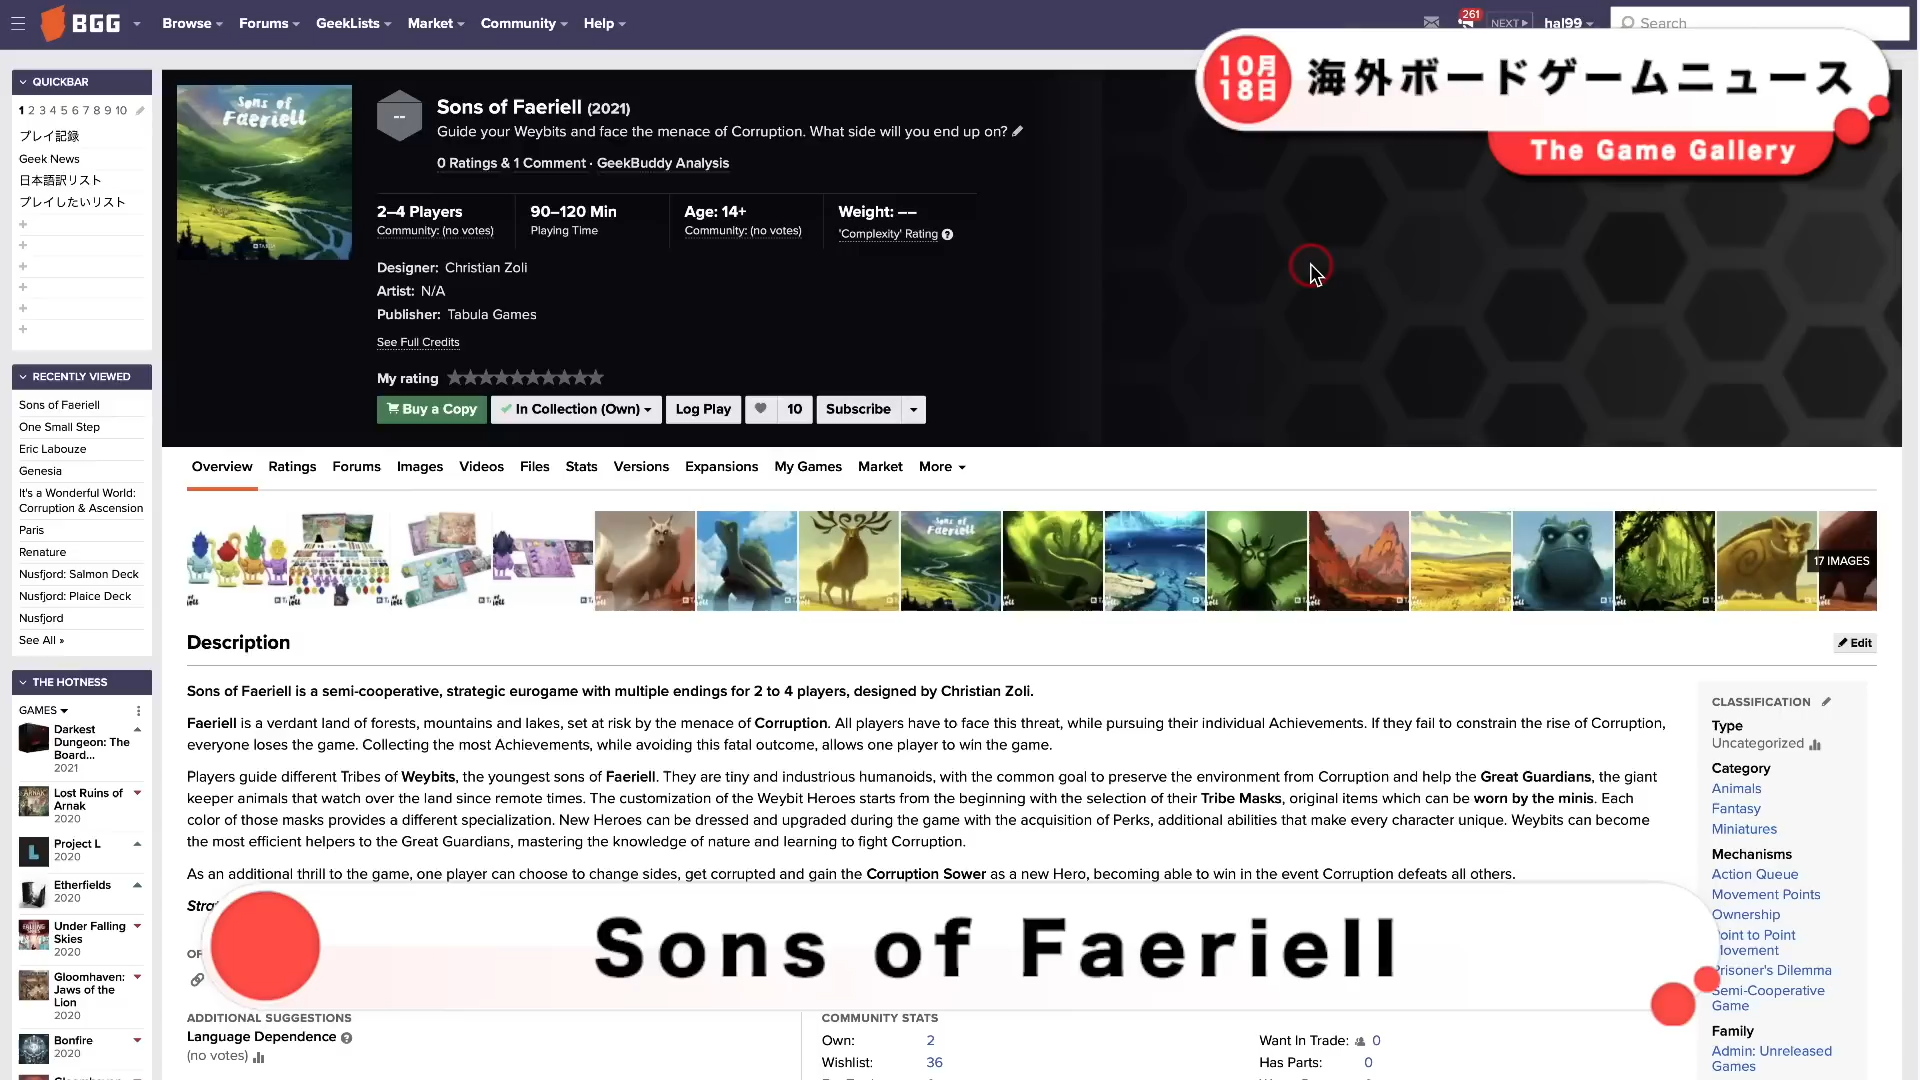 BGG
Browse
Forums
GeekLists
Market
Community
Help
261
NEXT
hal99
Search
10月
18日
海外ボードゲームニュース
The Game Gallery
QUICKBAR
1 2 3 4 5 6 7 8 9 10
プレイ記録
Geek News
日本語訳リスト
プレイしたいリスト
RECENTLY VIEWED
Sons of Faeriell
One Small Step
Eric Labouze
Genesia
It's a Wonderful World:
Corruption & Ascension
Paris
Renature
Nusfjord: Salmon Deck
Nusfjord: Plaice Deck
Nusfjord
See All »
THE HOTNESS
GAMES
Darkest
Dungeon: The
Board...
2021
Lost Ruins of
Arnak
2020
Project L
2020
Etherfields
2020
Under Falling
Skies
2020
Gloomhaven:
Jaws of the
Lion
2020
Bonfire
2020
Sons of
Faeriell
--
Sons of Faeriell (2021)
Guide your Weybits and face the menace of Corruption. What side will you end up on?
0 Ratings & 1 Comment · GeekBuddy Analysis
2–4 Players
Community: (no votes)
90–120 Min
Playing Time
Age: 14+
Community: (no votes)
Weight: ––
'Complexity' Rating
Designer: Christian Zoli
Artist: N/A
Publisher: Tabula Games
See Full Credits
My rating
Buy a Copy
In Collection (Own)
Log Play
10
Subscribe
Overview
Ratings
Forums
Images
Videos
Files
Stats
Versions
Expansions
My Games
Market
More
Sons of
Faeriell
17 IMAGES
Description
Edit
Sons of Faeriell is a semi-cooperative, strategic eurogame with multiple endings for 2 to 4 players, designed by Christian Zoli.
Faeriell is a verdant land of forests, mountains and lakes, set at risk by the menace of Corruption. All players have to face this threat, while pursuing their individual Achievements. If they fail to constrain the rise of Corruption,
everyone loses the game. Collecting the most Achievements, while avoiding this fatal outcome, allows one player to win the game.
Players guide different Tribes of Weybits, the youngest sons of Faeriell. They are tiny and industrious humanoids, with the common goal to preserve the environment from Corruption and help the Great Guardians, the giant
keeper animals that watch over the land since remote times. The customization of the Weybit Heroes starts from the beginning with the selection of their Tribe Masks, original items which can be worn by the minis. Each
color of those masks provides a different specialization. New Heroes can be dressed and upgraded during the game with the acquisition of Perks, additional abilities that make every character unique. Weybits can become
the most efficient helpers to the Great Guardians, mastering the knowledge of nature and learning to fight Corruption.
As an additional thrill to the game, one player can choose to change sides, get corrupted and gain the Corruption Sower as a new Hero, becoming able to win in the event Corruption defeats all others.
Sons of Faeriell
ADDITIONAL SUGGESTIONS
Language Dependence
(no votes)
COMMUNITY STATS
Own: 2
Wishlist: 36
Want In Trade: 0
Has Parts: 0
CLASSIFICATION
Type
Uncategorized
Category
Animals
Fantasy
Miniatures
Mechanisms
Action Queue
Movement Points
Ownership
Point to Point
Movement
Prisoner's Dilemma
Semi-Cooperative
Game
Family
Admin: Unreleased
Games